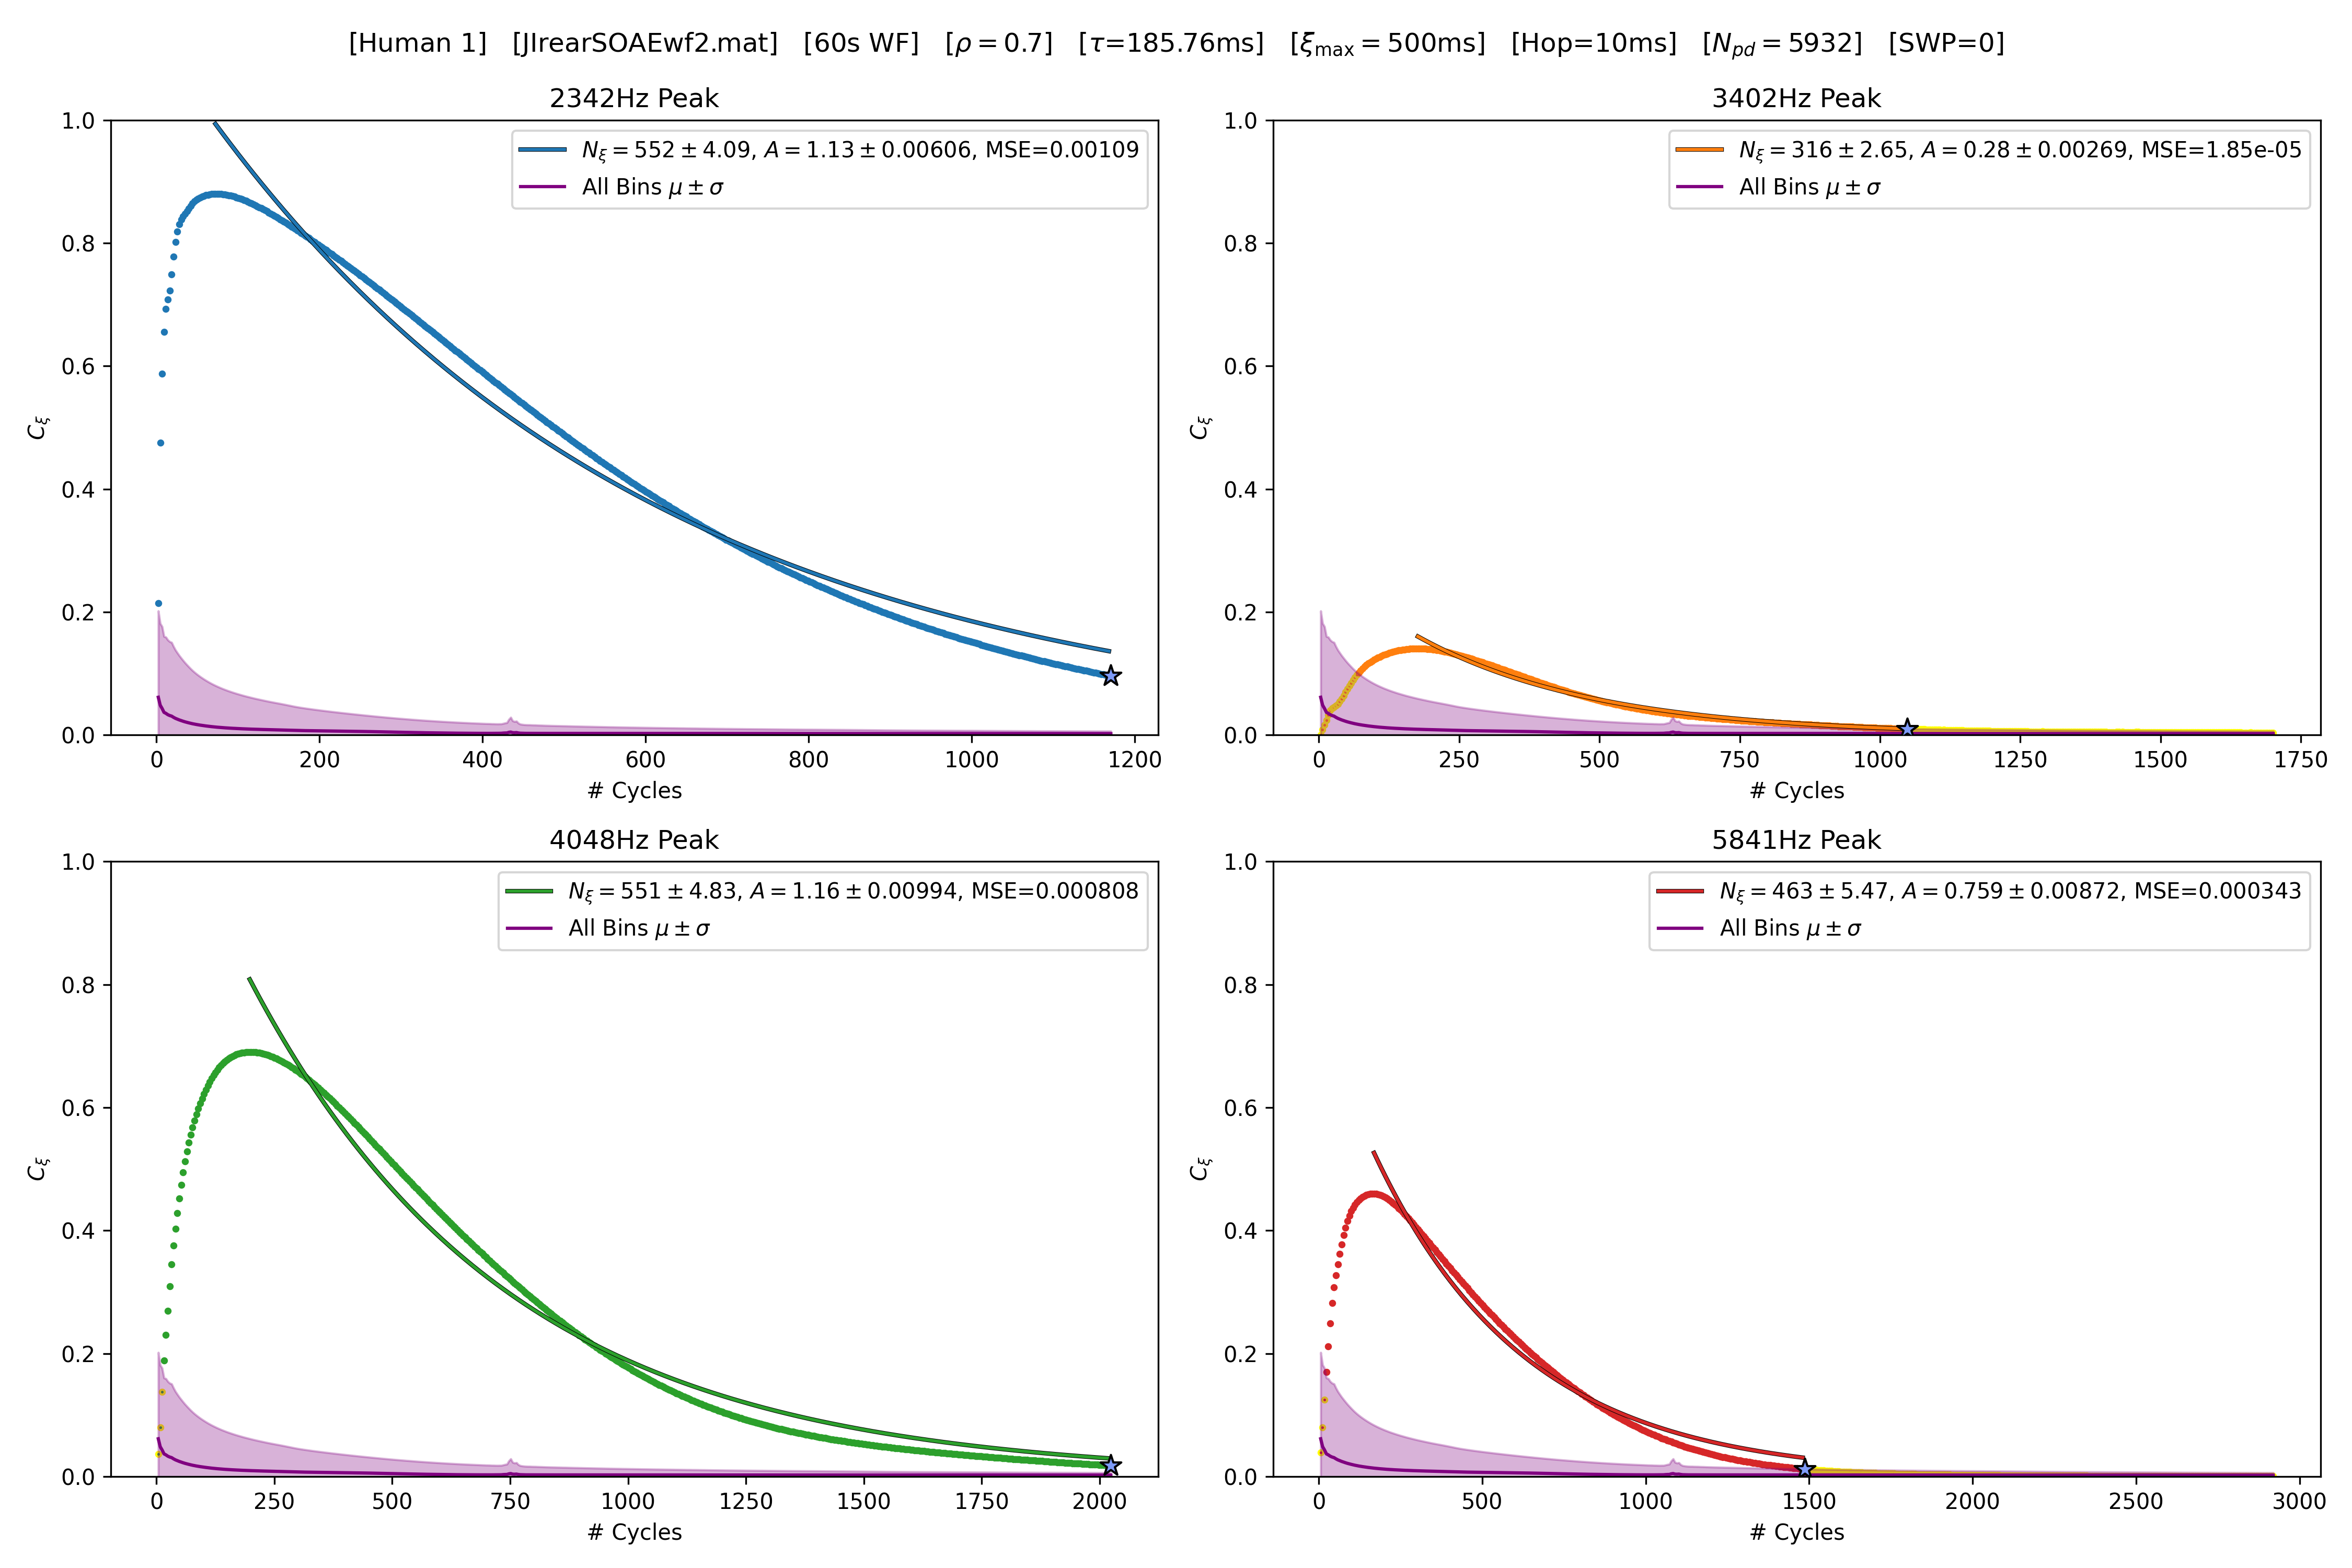 [Human 1] [JIrearSOAEwf2.mat] [60s WF] [ρ = 0.7] [τ=185.76ms] [ξmax = 500ms] [Hop=10ms] [Npd = 5932] [SWP=0]
2342Hz Peak
Nξ = 552 ± 4.09, A = 1.13 ± 0.00606, MSE=0.00109
All Bins μ ± σ
1.0
0.8
0.6
0.4
0.2
0.0
Cξ
0 200 400 600 800 1000 1200
# Cycles
3402Hz Peak
Nξ = 316 ± 2.65, A = 0.28 ± 0.00269, MSE=1.85e-05
All Bins μ ± σ
1.0
0.8
0.6
0.4
0.2
0.0
Cξ
0 250 500 750 1000 1250 1500 1750
# Cycles
4048Hz Peak
Nξ = 551 ± 4.83, A = 1.16 ± 0.00994, MSE=0.000808
All Bins μ ± σ
1.0
0.8
0.6
0.4
0.2
0.0
Cξ
0 250 500 750 1000 1250 1500 1750 2000
# Cycles
5841Hz Peak
Nξ = 463 ± 5.47, A = 0.759 ± 0.00872, MSE=0.000343
All Bins μ ± σ
1.0
0.8
0.6
0.4
0.2
0.0
Cξ
0 500 1000 1500 2000 2500 3000
# Cycles